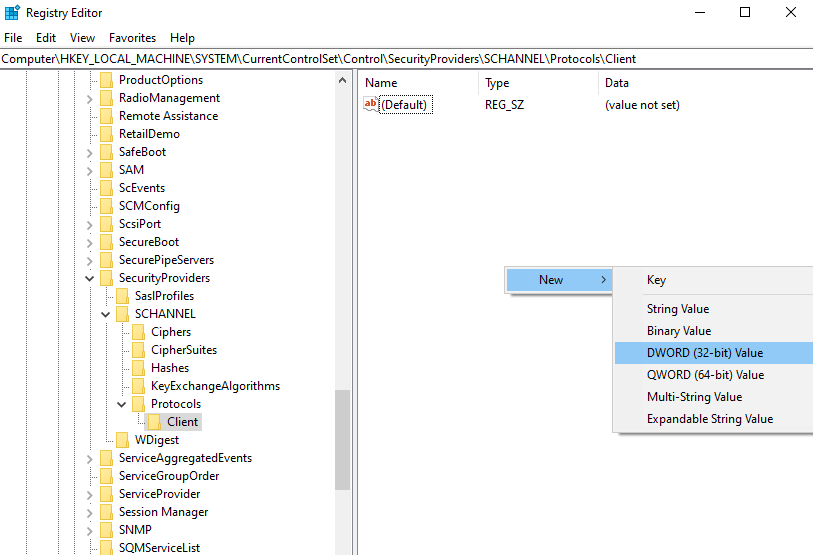 Registry Editor
File Edit View Favorites Help
Computer\HKEY_LOCAL_MACHINE\SYSTEM\CurrentControlSet\Control\SecurityProviders\SCHANNEL\Protocols\Client
ProductOptions
RadioManagement
Remote Assistance
RetailDemo
SafeBoot
SAM
ScEvents
SCMConfig
ScsiPort
SecureBoot
SecurePipeServers
SecurityProviders
SaslProfiles
SCHANNEL
Ciphers
CipherSuites
Hashes
KeyExchangeAlgorithms
Protocols
Client
WDigest
ServiceAggregatedEvents
ServiceGroupOrder
ServiceProvider
Session Manager
SNMP
SQMServiceList
Name Type Data
ab (Default) REG_SZ (value not set)
New
Key
String Value
Binary Value
DWORD (32-bit) Value
QWORD (64-bit) Value
Multi-String Value
Expandable String Value